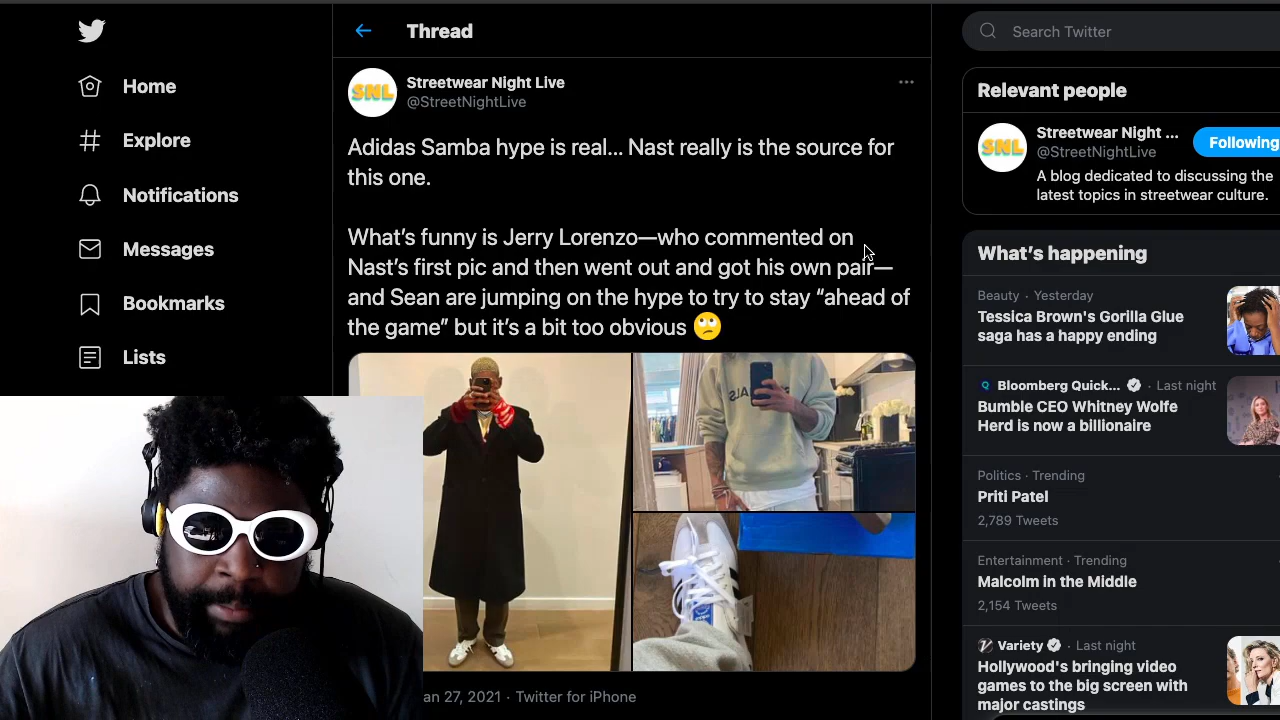 Home
Explore
Notifications
Messages
Bookmarks
Lists
Thread
SNL
Streetwear Night Live
@StreetNightLive
Adidas Samba hype is real... Nast really is the source for
this one.
What's funny is Jerry Lorenzo—who commented on
Nast's first pic and then went out and got his own pair—
and Sean are jumping on the hype to try to stay “ahead of
the game” but it's a bit too obvious 🙄
an 27, 2021 · Twitter for iPhone
Search Twitter
Relevant people
SNL
Streetwear Night ...
@StreetNightLive
Following
A blog dedicated to discussing the
latest topics in streetwear culture.
What's happening
Beauty · Yesterday
Tessica Brown's Gorilla Glue
saga has a happy ending
Bloomberg Quick... · Last night
Bumble CEO Whitney Wolfe
Herd is now a billionaire
Politics · Trending
Priti Patel
2,789 Tweets
Entertainment · Trending
Malcolm in the Middle
2,154 Tweets
Variety · Last night
Hollywood's bringing video
games to the big screen with
major castings